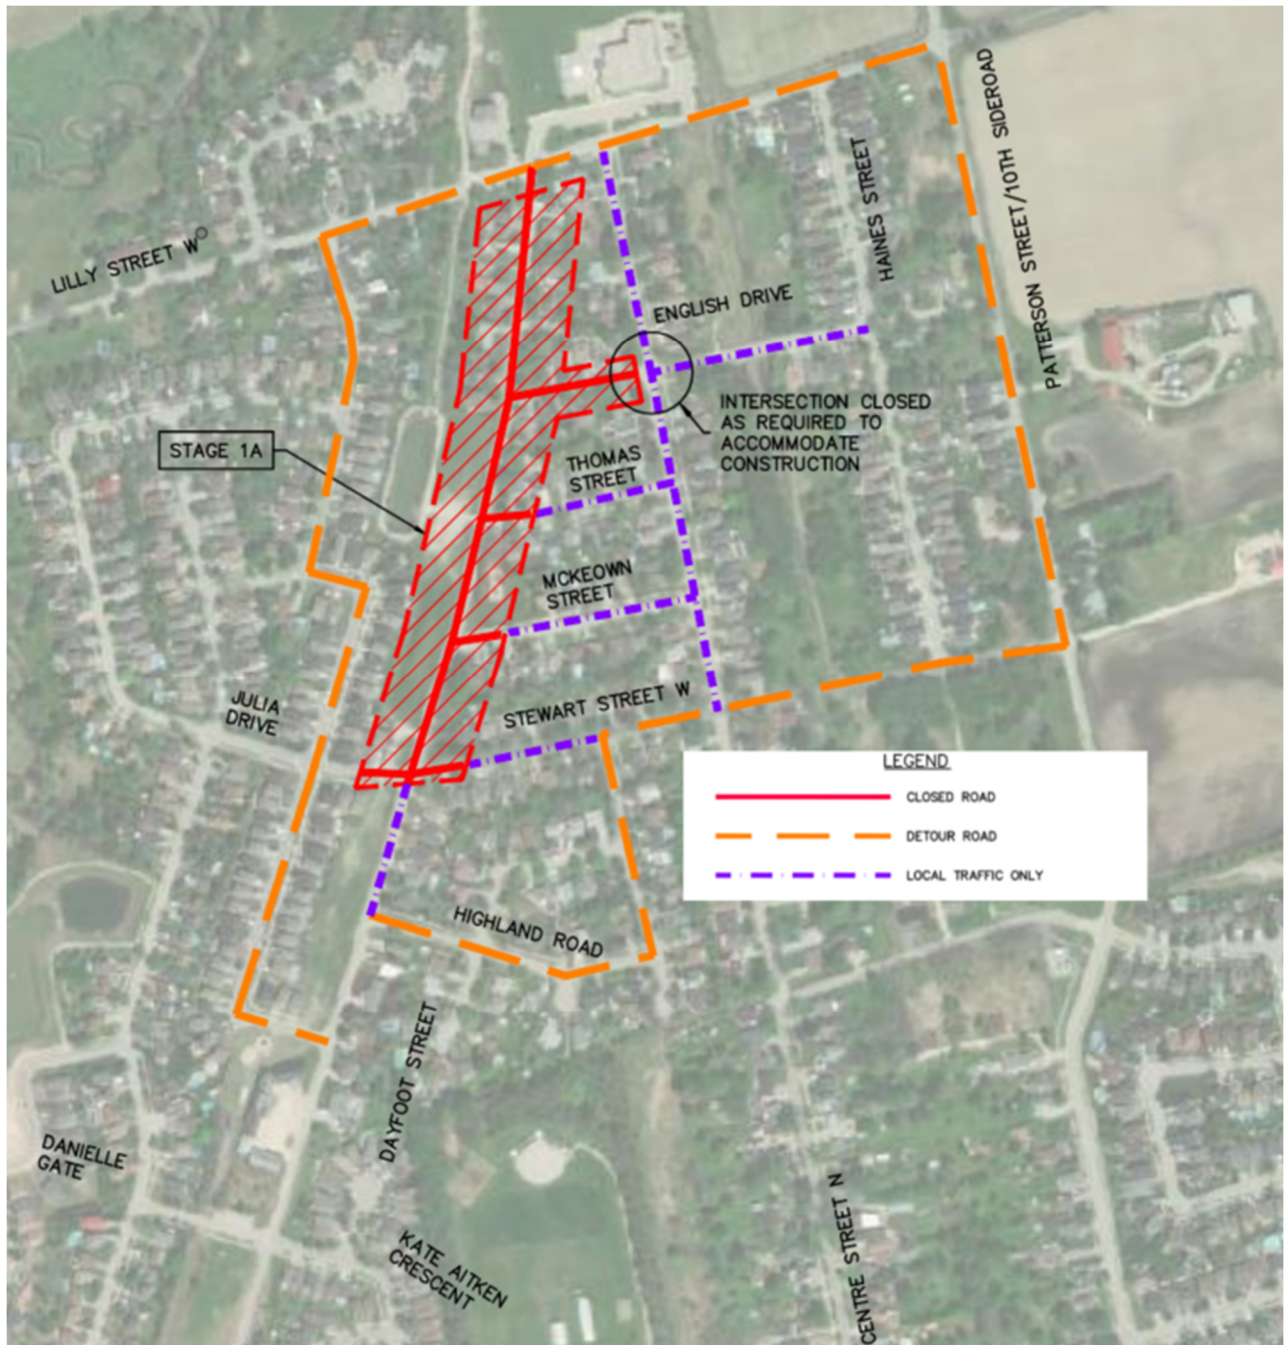 LILLY STREET W
PATTERSON STREET/10TH SIDEROAD
HAINES STREET
ENGLISH DRIVE
INTERSECTION CLOSED
AS REQUIRED TO
ACCOMMODATE
CONSTRUCTION
STAGE 1A
THOMAS
STREET
MCKEOWN
STREET
JULIA
DRIVE
STEWART STREET W
LEGEND
CLOSED ROAD
DETOUR ROAD
LOCAL TRAFFIC ONLY
HIGHLAND ROAD
DAYFOOT STREET
DANIELLE
GATE
KATE AITKEN
CRESCENT
CENTRE STREET N